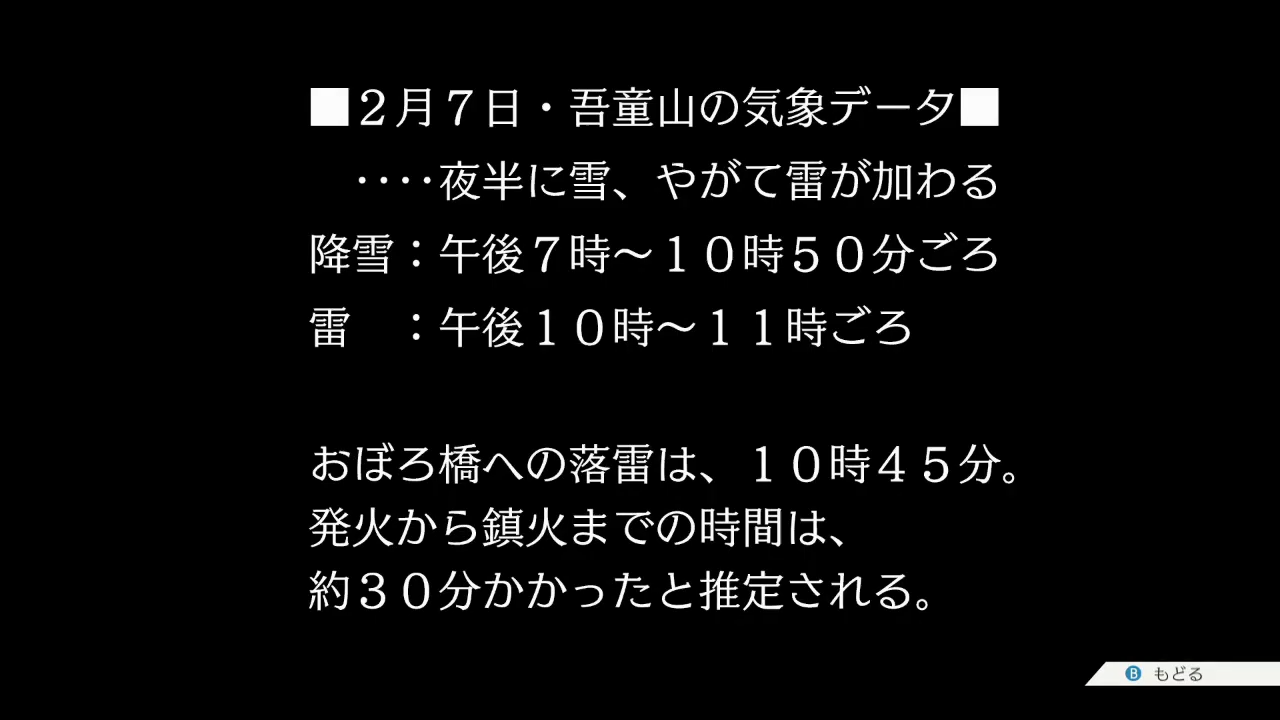 ■２月７日・吾童山の気象データ■
‥‥夜半に雪、やがて雷が加わる
降雪：午後７時～１０時５０分ごろ
雷　：午後１０時～１１時ごろ
おぼろ橋への落雷は、１０時４５分。
発火から鎮火までの時間は、
約３０分かかったと推定される。
B もどる